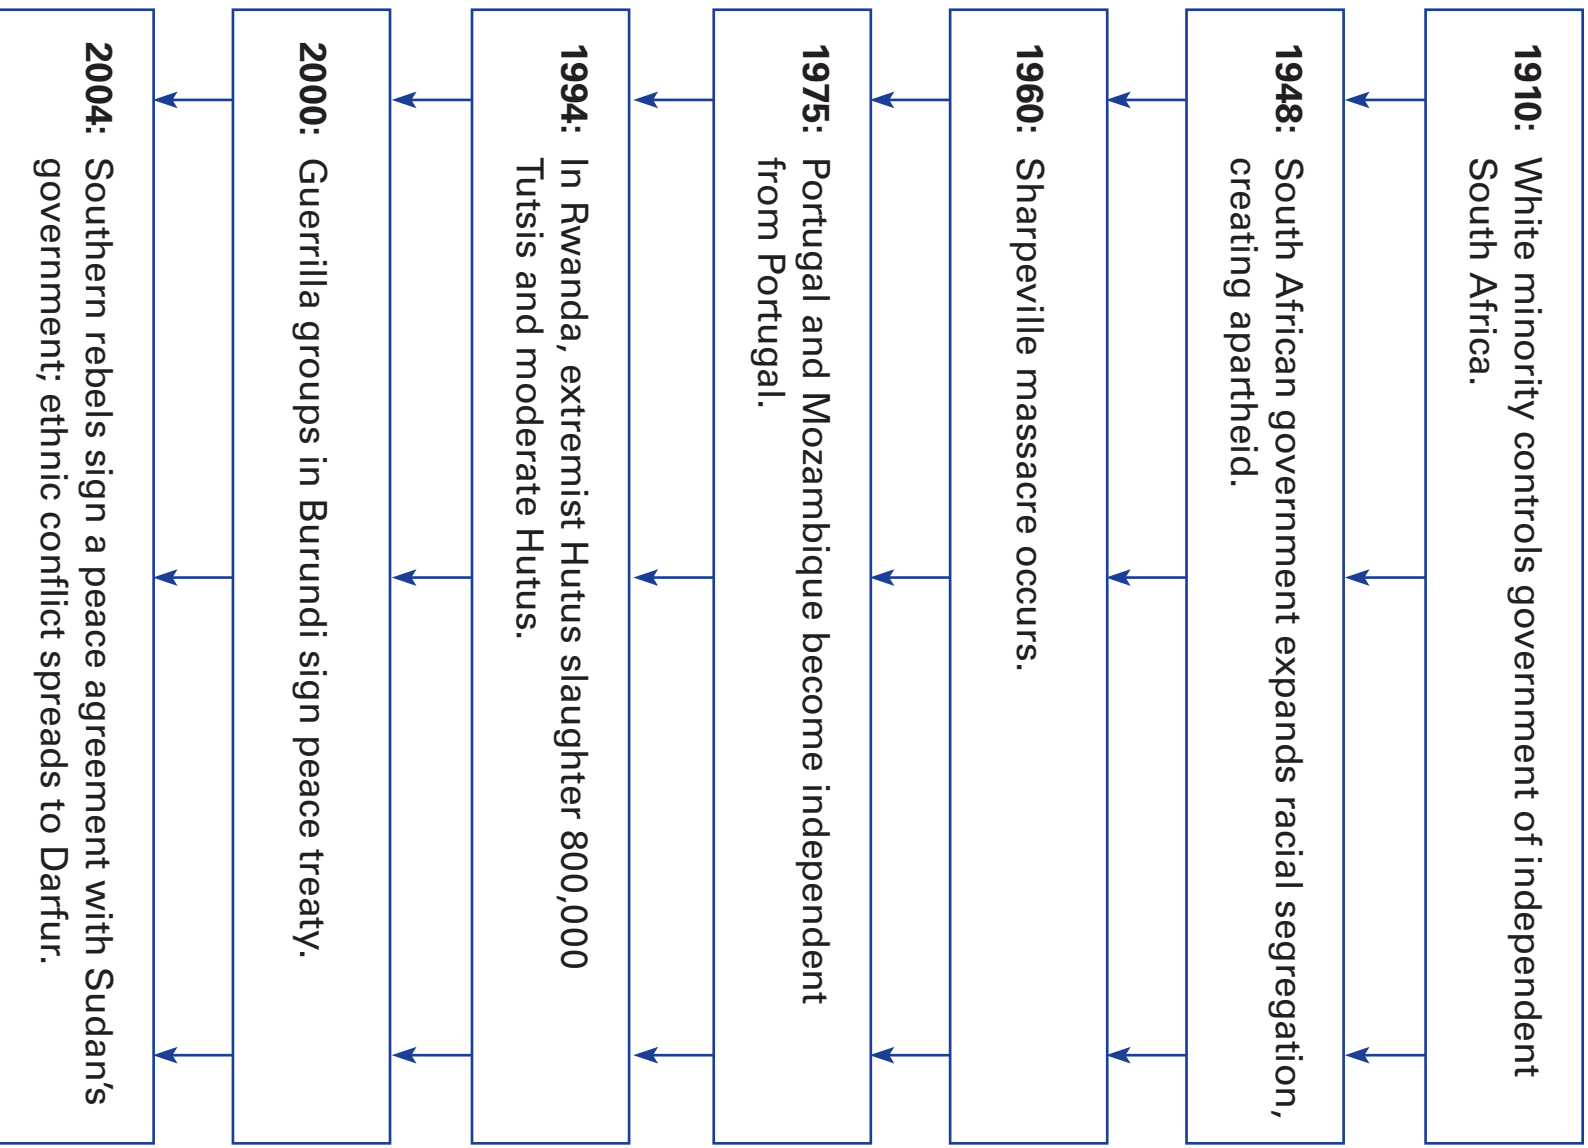 1910: White minority controls government of independent
South Africa.
1948: South African government expands racial segregation,
creating apartheid.
1960: Sharpeville massacre occurs.
1975: Portugal and Mozambique become independent
from Portugal.
1994: In Rwanda, extremist Hutus slaughter 800,000
Tutsis and moderate Hutus.
2000: Guerrilla groups in Burundi sign peace treaty.
2004: Southern rebels sign a peace agreement with Sudan’s
government; ethnic conflict spreads to Darfur.